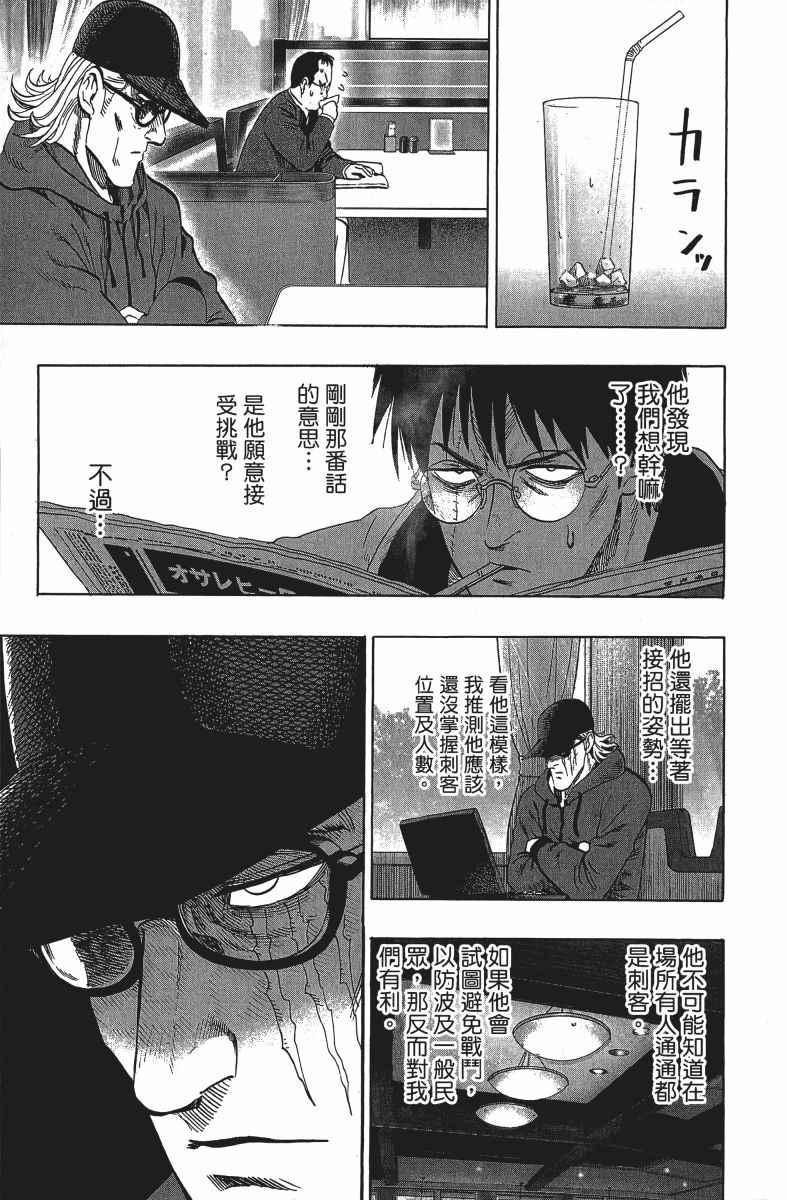 カランッ
他發現
我們想幹嘛
了……？
剛剛那番話
的意思…
是他願意接
受挑戰？
不過…
オサレヒーロ
他還擺出等著
接招的姿勢…
看他這模樣，
我推測他應該
還沒掌握刺客
位置及人數。
他不可能知道在
場所有人通通都
是刺客。
如果他會
試圖避免戰鬥，
以防波及一般民
眾，那反而對我
們有利。